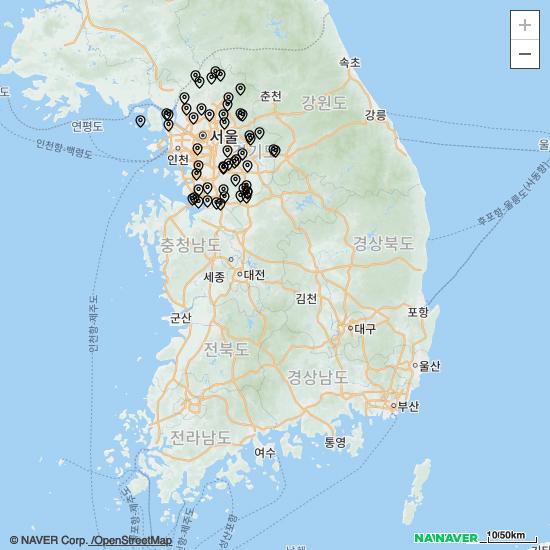 +
−
속초
춘천
강원도
강릉
연평도
서울
인천항-백령도
인천
기도
울
후포항-울릉도(사동항)
충청남도
경상북도
세종
대전
김천
인천항-제주도
군산
포항
전북도
대구
경상남도
울산
부산
전라남도
여수
통영
© NAVER Corp. /OpenStreetMap
NAVER
10/50km